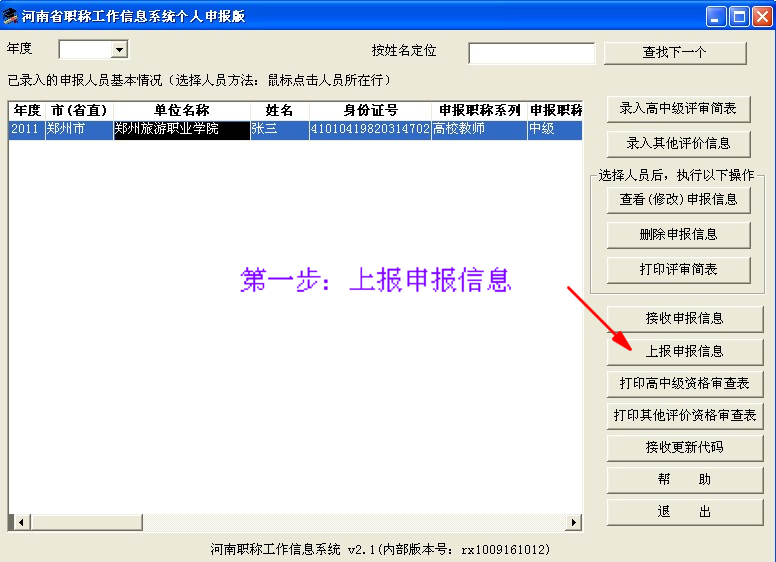 河南省职称工作信息系统个人申报版
年度
按姓名定位
查找下一个
已录入的申报人员基本情况（选择人员方法：鼠标点击人员所在行）
年度 市(省直) 单位名称 姓名 身份证号 申报职称系列 申报职称
2011 郑州市 郑州旅游职业学院 张三 41010419820314702 高校教师 中级
录入高中级评审简表
录入其他评价信息
选择人员后，执行以下操作
查看(修改)申报信息
删除申报信息
打印评审简表
第一步：上报申报信息
接收申报信息
上报申报信息
打印高中级资格审查表
打印其他评价资格审查表
接收更新代码
帮 助
退 出
河南职称工作信息系统 v2.1(内部版本号：rx1009161012)